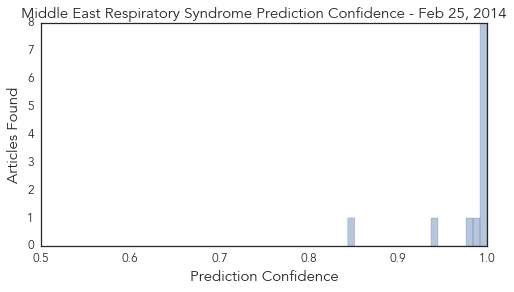 Middle East Respiratory Syndrome Prediction Confidence - Feb 25, 2014
8
7
6
5
4
3
2
1
0
Articles Found
0.5 0.6 0.7 0.8 0.9 1.0
Prediction Confidence